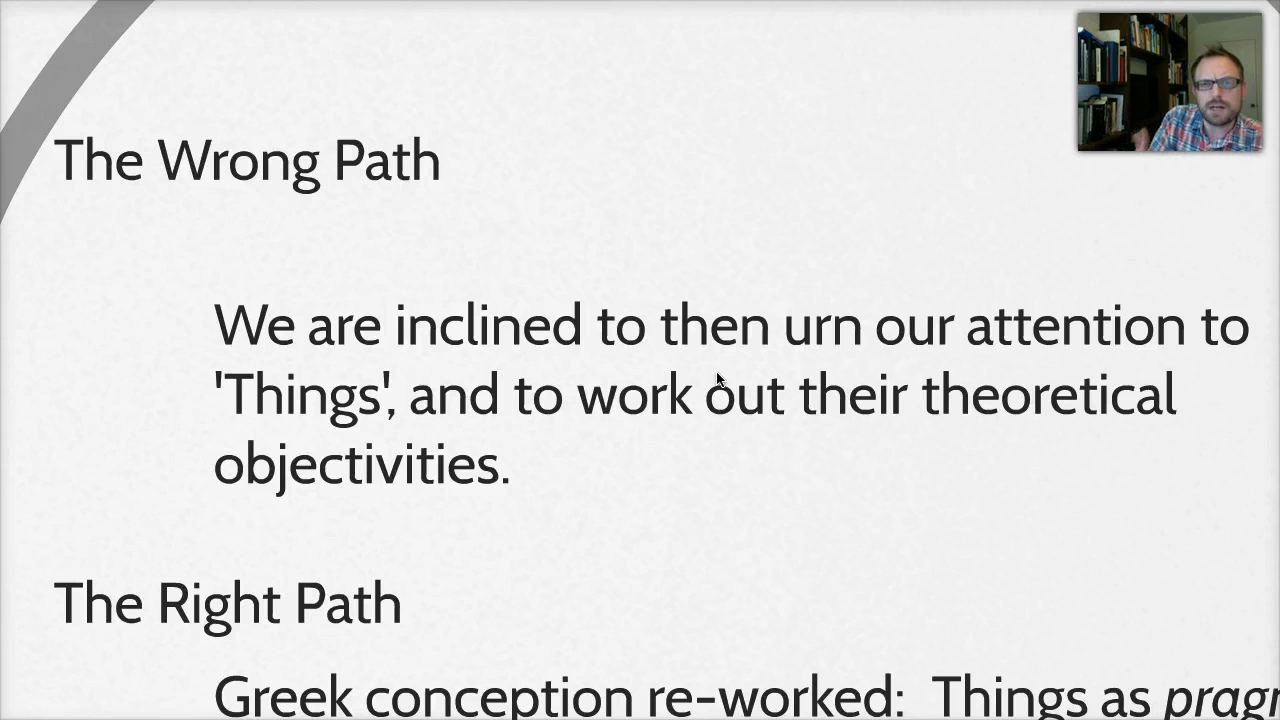 The Wrong Path
We are inclined to then urn our attention to
'Things', and to work out their theoretical
objectivities.
The Right Path
Greek conception re-worked: Things as